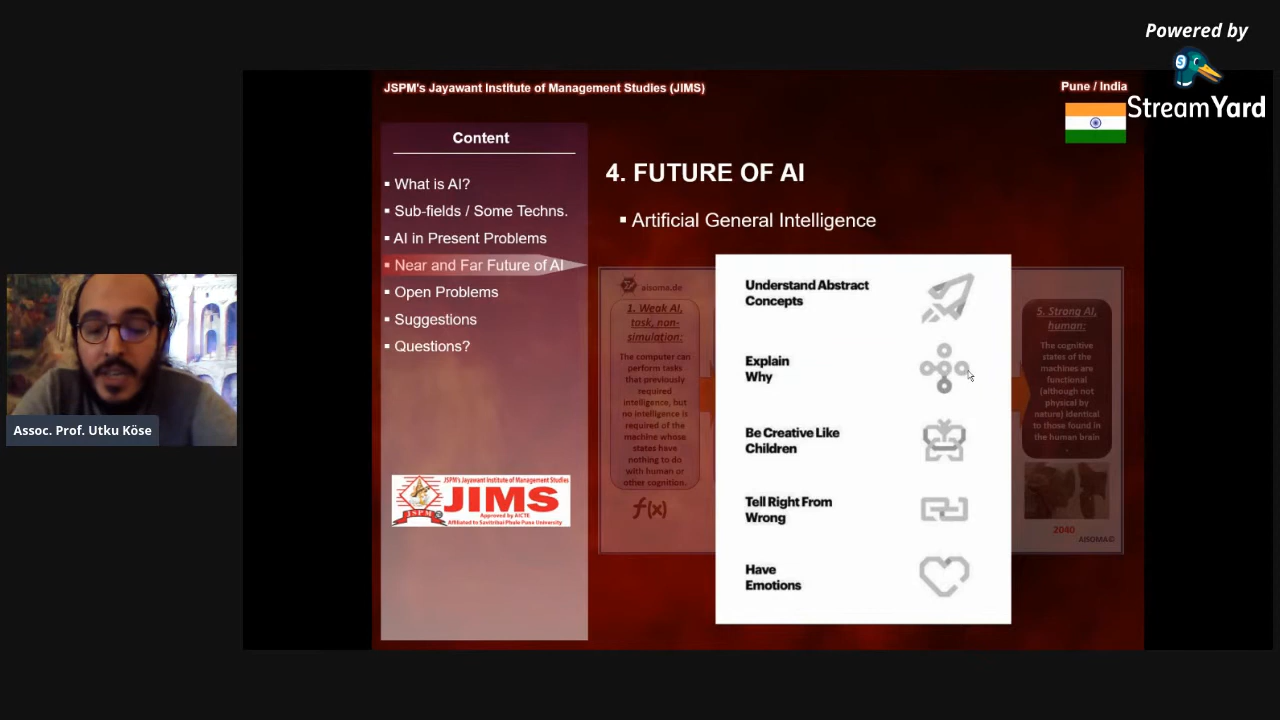 Powered by
StreamYard
JSPM's Jayawant Institute of Management Studies (JIMS)
Pune / India
Content
▪ What is AI?
▪ Sub-fields / Some Techns.
▪ AI in Present Problems
▪ Near and Far Future of AI
▪ Open Problems
▪ Suggestions
▪ Questions?
JSPM's Jayawant Institute of Management Studies
JIMS
JSPM
Approved by AICTE
Affiliated to Savitribai Phule Pune University
4. FUTURE OF AI
▪ Artificial General Intelligence
aisoma.de
1. Weak AI,
task, non-
simulation:
The computer can
perform tasks
that previously
required
intelligence, but
no intelligence is
required of the
machine whose
states have
nothing to do
with human or
other cognition.
f(x)
Understand Abstract
Concepts
Explain
Why
Be Creative Like
Children
Tell Right From
Wrong
Have
Emotions
5. Strong AI,
human:
The cognitive
states of the
machines are
functional
(although not
physical by
nature) identical
to those found in
the human brain
.
2040
AISOMA©
Assoc. Prof. Utku Köse